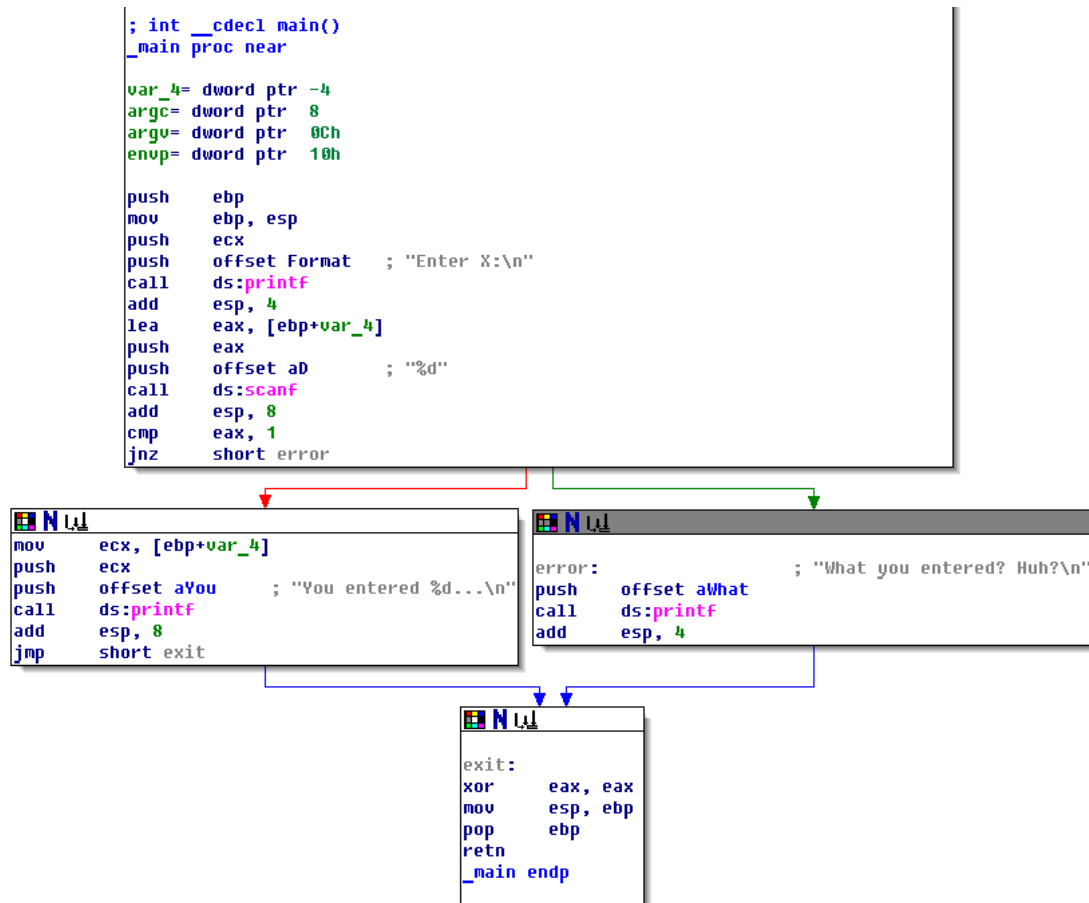 ; int __cdecl main()
_main proc near
var_4= dword ptr -4
argc= dword ptr  8
argv= dword ptr  0Ch
envp= dword ptr  10h
push    ebp
mov     ebp, esp
push    ecx
push    offset Format   ; "Enter X:\n"
call    ds:printf
add     esp, 4
lea     eax, [ebp+var_4]
push    eax
push    offset aD       ; "%d"
call    ds:scanf
add     esp, 8
cmp     eax, 1
jnz     short error
mov     ecx, [ebp+var_4]
push    ecx
push    offset aYou     ; "You entered %d...\n"
call    ds:printf
add     esp, 8
jmp     short exit
error:                  ; "What you entered? Huh?\n"
push    offset aWhat
call    ds:printf
add     esp, 4
exit:
xor     eax, eax
mov     esp, ebp
pop     ebp
retn
_main endp